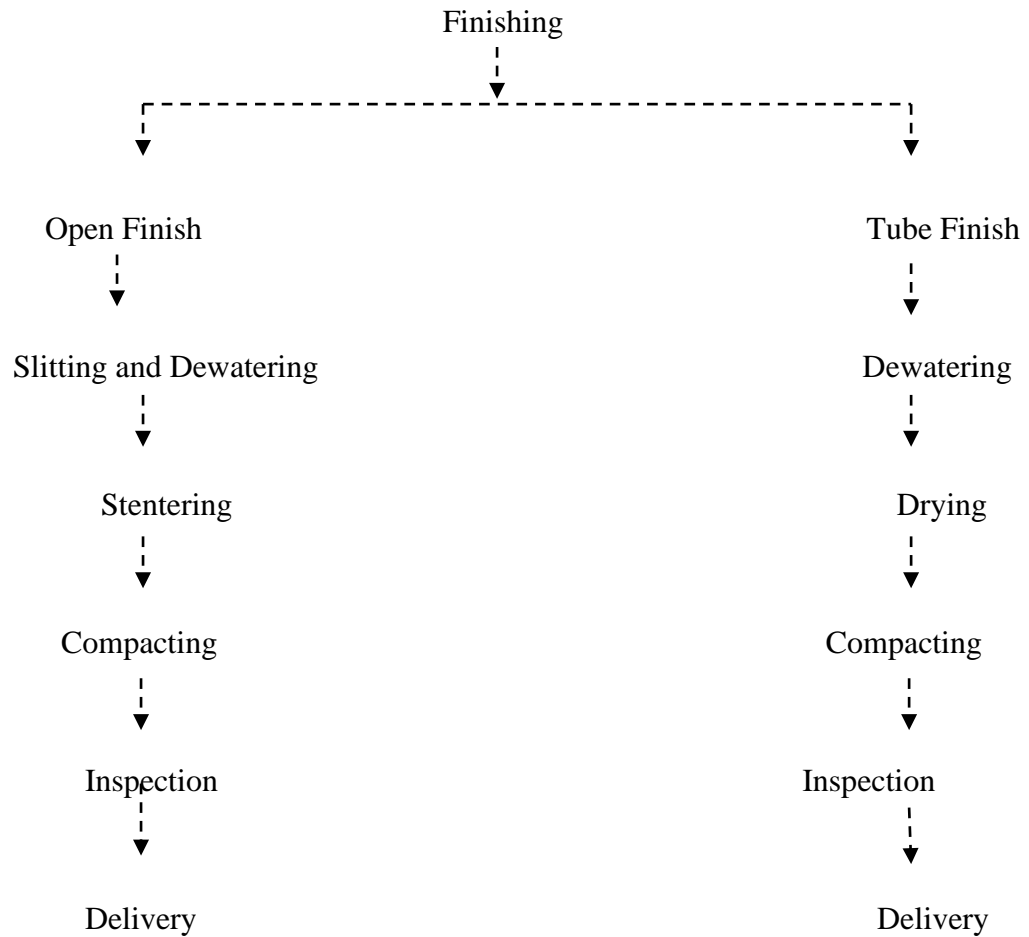 Finishing
Open Finish
Tube Finish
Slitting and Dewatering
Dewatering
Stentering
Drying
Compacting
Compacting
Inspection
Inspection
Delivery
Delivery